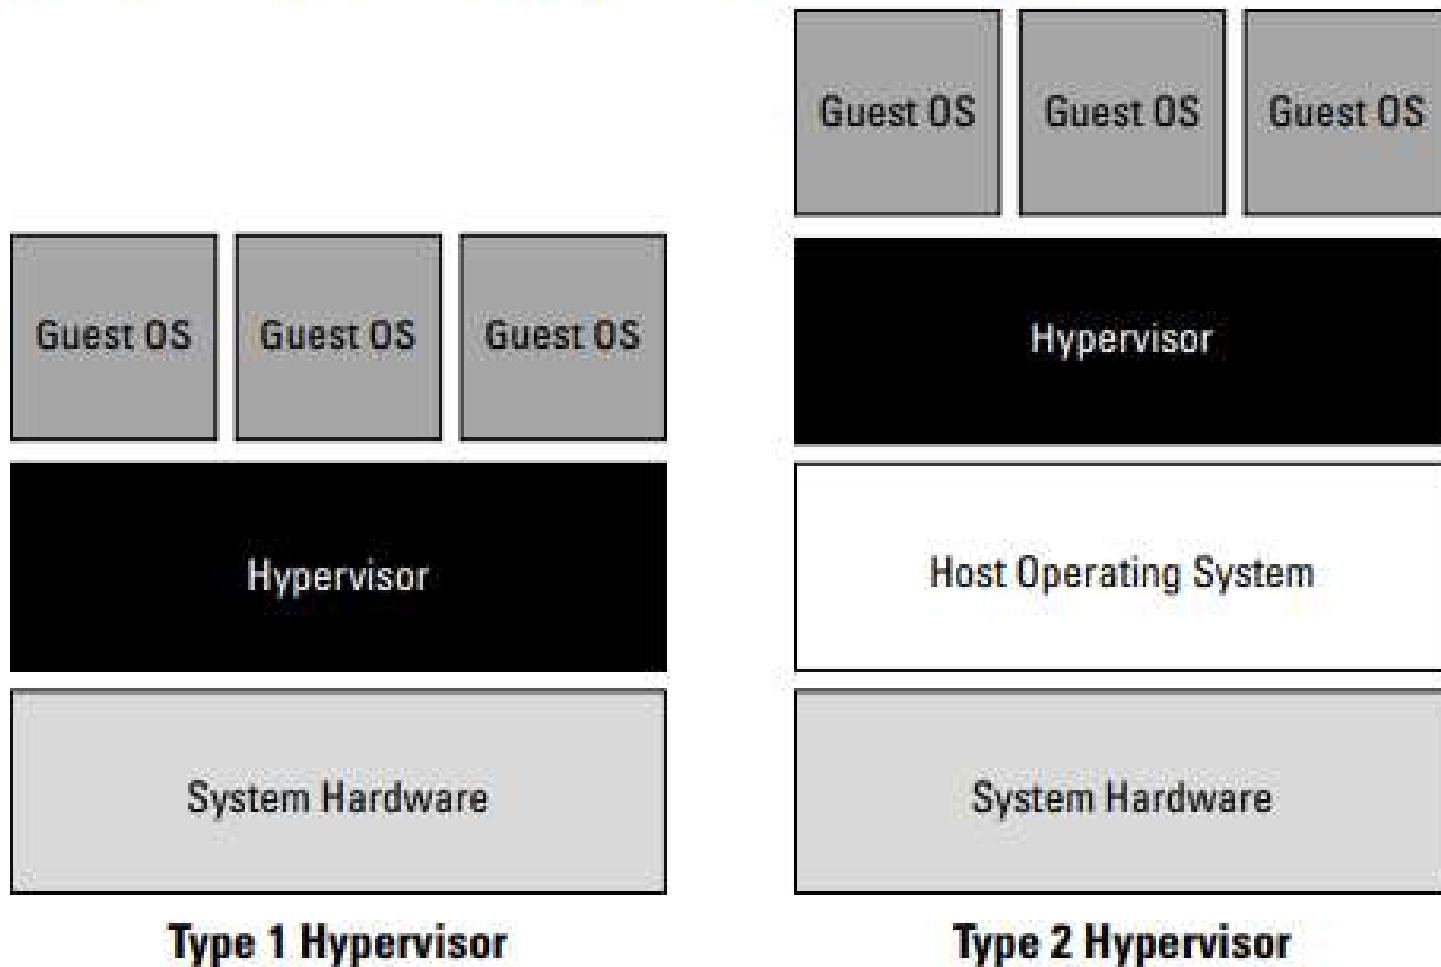 Guest OS Guest OS Guest OS
Hypervisor
System Hardware
Type 1 Hypervisor
Guest OS Guest OS Guest OS
Hypervisor
Host Operating System
System Hardware
Type 2 Hypervisor